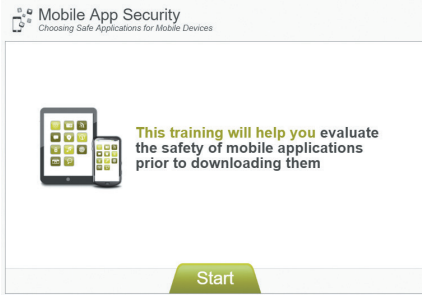 Mobile App Security
Choosing Safe Applications for Mobile Devices
This training will help you evaluate
the safety of mobile applications
prior to downloading them
Start